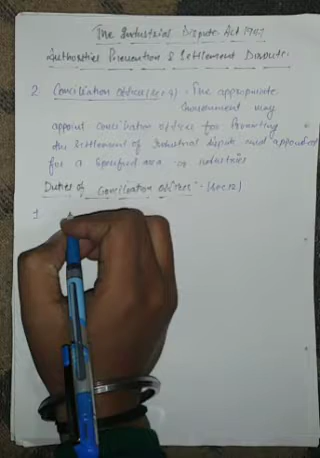 The Industrial Dispute Act 1947
Authorities Prevention & Settlement Dispute.
2. Conciliation officer (Sec 4) - The appropriate
Government may
appoint conciliation officer for Promoting
the settlement of Industrial dispute and appointed
for a specified area or industries
Duties of Conciliation officer - (Sec 12)
1.